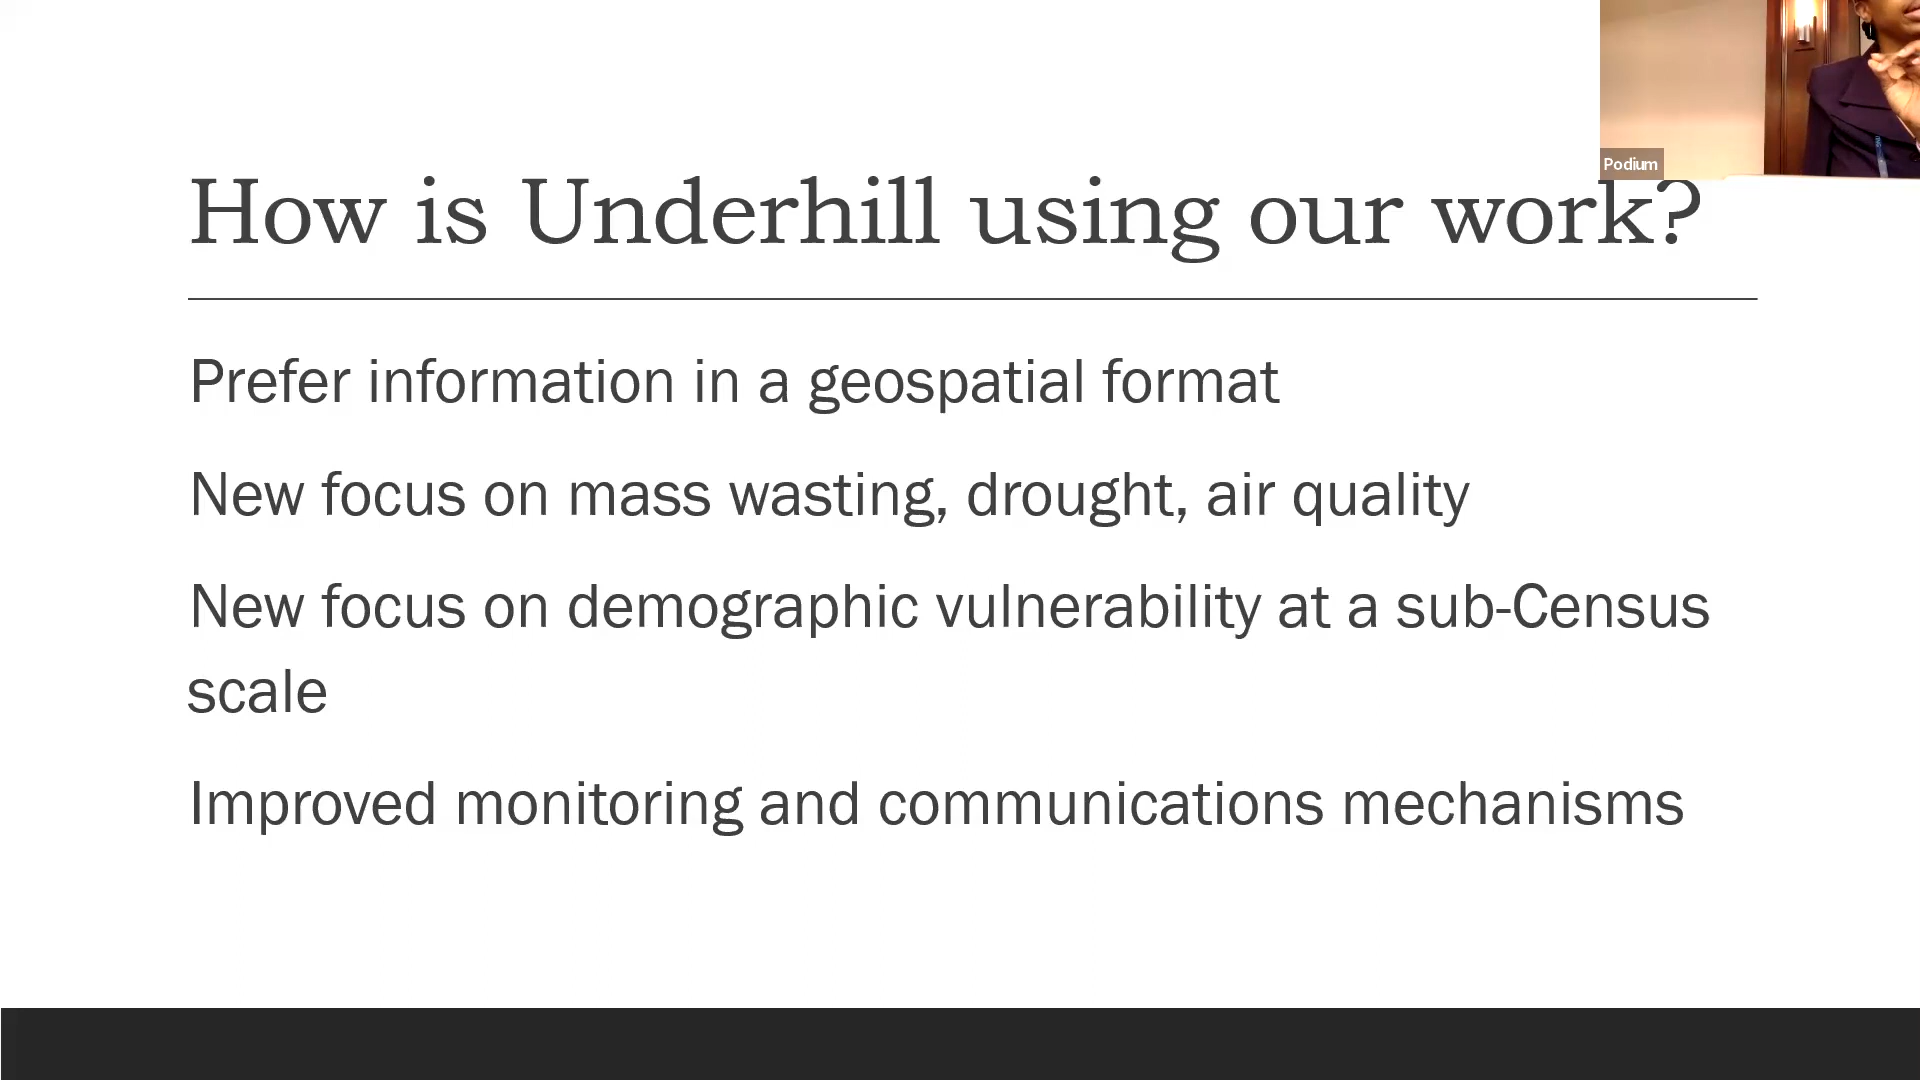 Podium
How is Underhill using our work?
Prefer information in a geospatial format
New focus on mass wasting, drought, air quality
New focus on demographic vulnerability at a sub-Census
scale
Improved monitoring and communications mechanisms